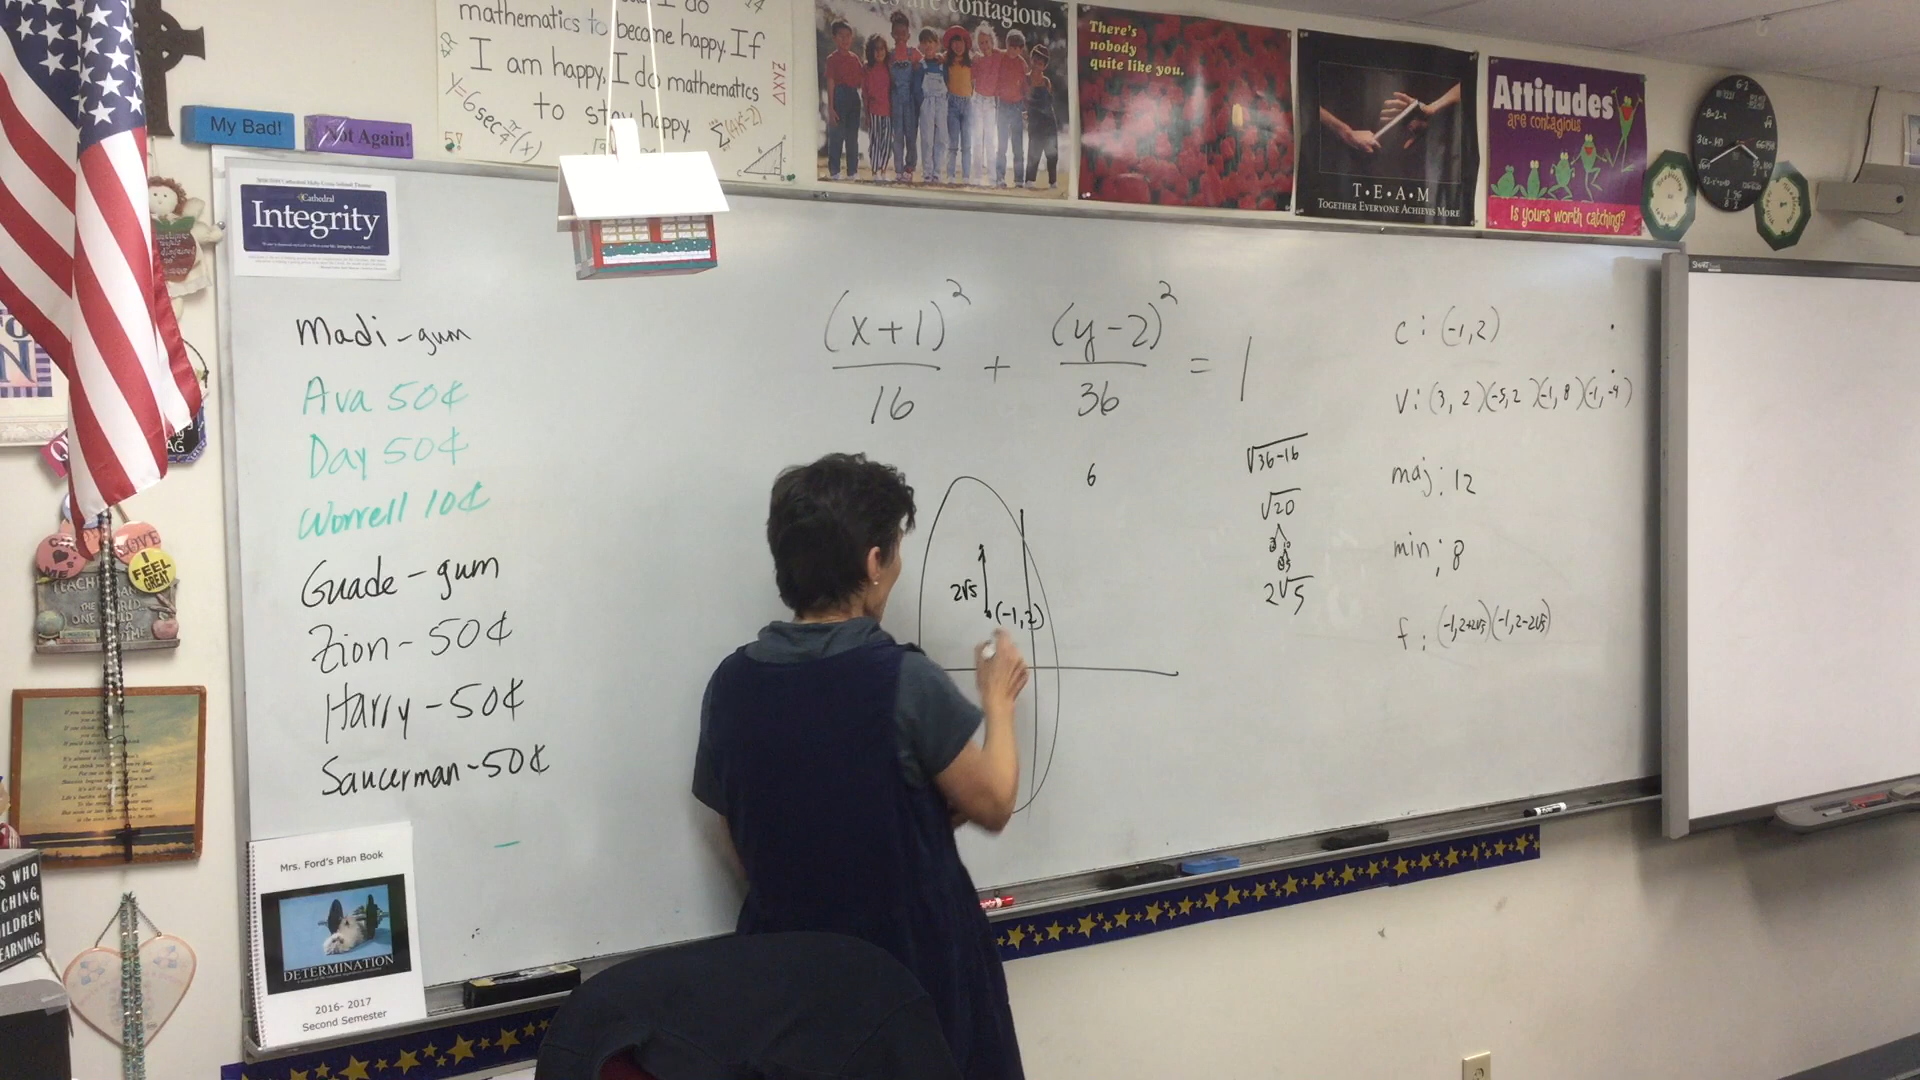 My Bad!
Not Again!
mathematics to become happy. If
I am happy, I do mathematics
to stay happy.
are contagious.
There's
nobody
quite like you.
T•E•A•M
TOGETHER EVERYONE ACHIEVES MORE
Attitudes
are contagious
Is yours worth catching?
Cathedral
Integrity
Madi - gum
Ava 50¢
Day 50¢
Worrell 10¢
Guade - gum
Zion - 50¢
Harry - 50¢
Saucerman - 50¢
(x+1)² / 16 + (y-2)² / 36 = 1
6
2√5
(-1,2)
√36-16
√20
2√5
c: (-1,2)
v: (3, 2)(-5,2)(-1, 8)(-1,-4)
maj: 12
min: 8
f: (-1,2+2√5)(-1,2-2√5)
I
FEEL
GREAT
Mrs. Ford's Plan Book
DETERMINATION
2016- 2017
Second Semester